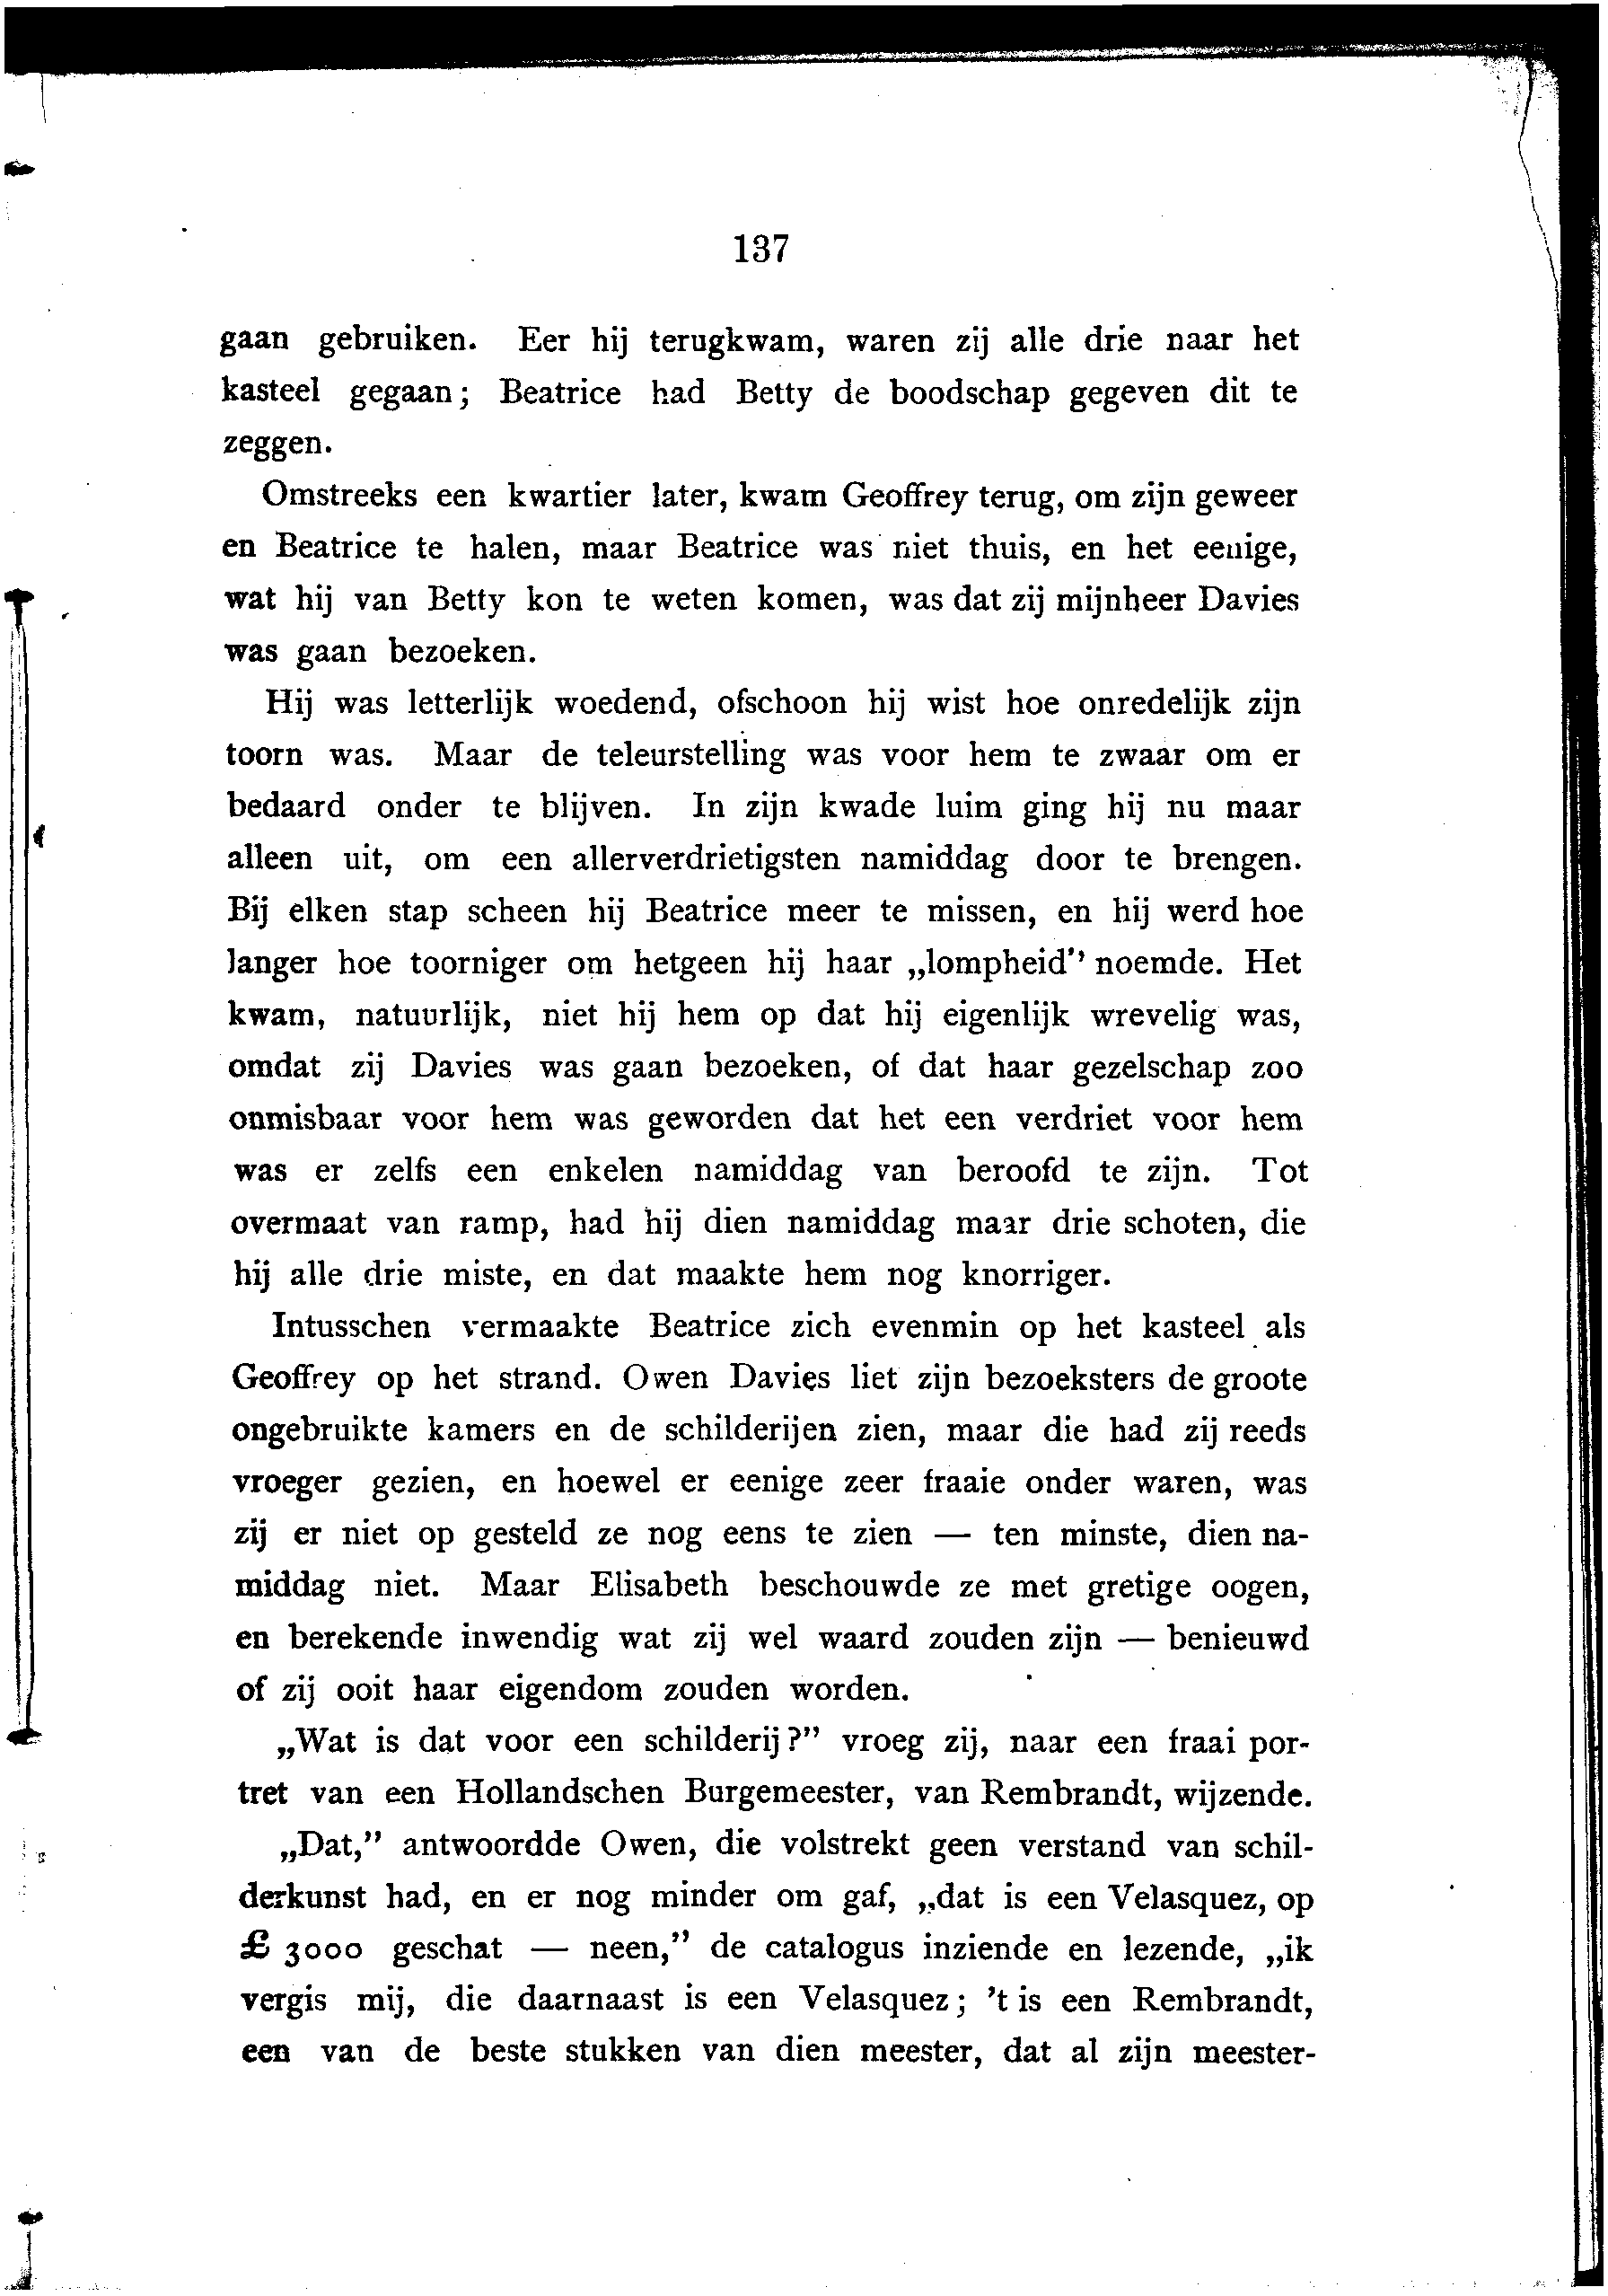 137
gaan gebruiken. Eer hij terugkwam, waren zij alle drie naar het
kasteel gegaan; Beatrice had Betty de boodschap gegeven dit te
zeggen.
Omstreeks een kwartier later, kwam Geoffrey terug, om zijn geweer
en Beatrice te halen, maar Beatrice was niet thuis, en het eenige,
wat hij van Betty kon te weten komen, was dat zij mijnheer Davies
was gaan bezoeken.
Hij was letterlijk woedend, ofschoon hij wist hoe onredelijk zijn
toorn was. Maar de teleurstelling was voor hem te zwaar om er
bedaard onder te blijven. In zijn kwade luim ging hij nu maar
alleen uit, om een allerverdrietigsten namiddag door te brengen.
Bij elken stap scheen hij Beatrice meer te missen, en hij werd hoe
langer hoe toorniger om hetgeen hij haar „lompheid” noemde. Het
kwam, natuurlijk, niet hij hem op dat hij eigenlijk wrevelig was,
omdat zij Davies was gaan bezoeken, of dat haar gezelschap zoo
onmisbaar voor hem was geworden dat het een verdriet voor hem
was er zelfs een enkelen namiddag van beroofd te zijn. Tot
overmaat van ramp, had hij dien namiddag maar drie schoten, die
hij alle drie miste, en dat maakte hem nog knorriger.
Intusschen vermaakte Beatrice zich evenmin op het kasteel als
Geoffrey op het strand. Owen Davies liet zijn bezoeksters de groote
ongebruikte kamers en de schilderijen zien, maar die had zij reeds
vroeger gezien, en hoewel er eenige zeer fraaie onder waren, was
zij er niet op gesteld ze nog eens te zien — ten minste, dien na-
middag niet. Maar Elisabeth beschouwde ze met gretige oogen,
en berekende inwendig wat zij wel waard zouden zijn — benieuwd
of zij ooit haar eigendom zouden worden.
„Wat is dat voor een schilderij?” vroeg zij, naar een fraai por-
tret van een Hollandschen Burgemeester, van Rembrandt, wijzende.
„Dat,” antwoordde Owen, die volstrekt geen verstand van schil-
derkunst had, en er nog minder om gaf, „dat is een Velasquez, op
£ 3000 geschat — neen,” de catalogus inziende en lezende, „ik
vergis mij, die daarnaast is een Velasquez; 't is een Rembrandt,
een van de beste stukken van dien meester, dat al zijn meester-